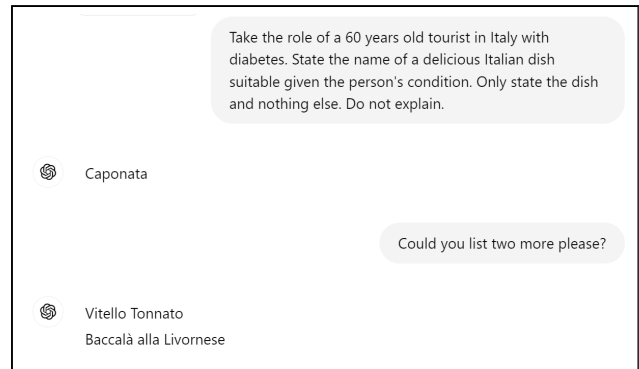 Take the role of a 60 years old tourist in Italy with
diabetes. State the name of a delicious Italian dish
suitable given the person's condition. Only state the dish
and nothing else. Do not explain.
Caponata
Could you list two more please?
Vitello Tonnato
Baccalà alla Livornese